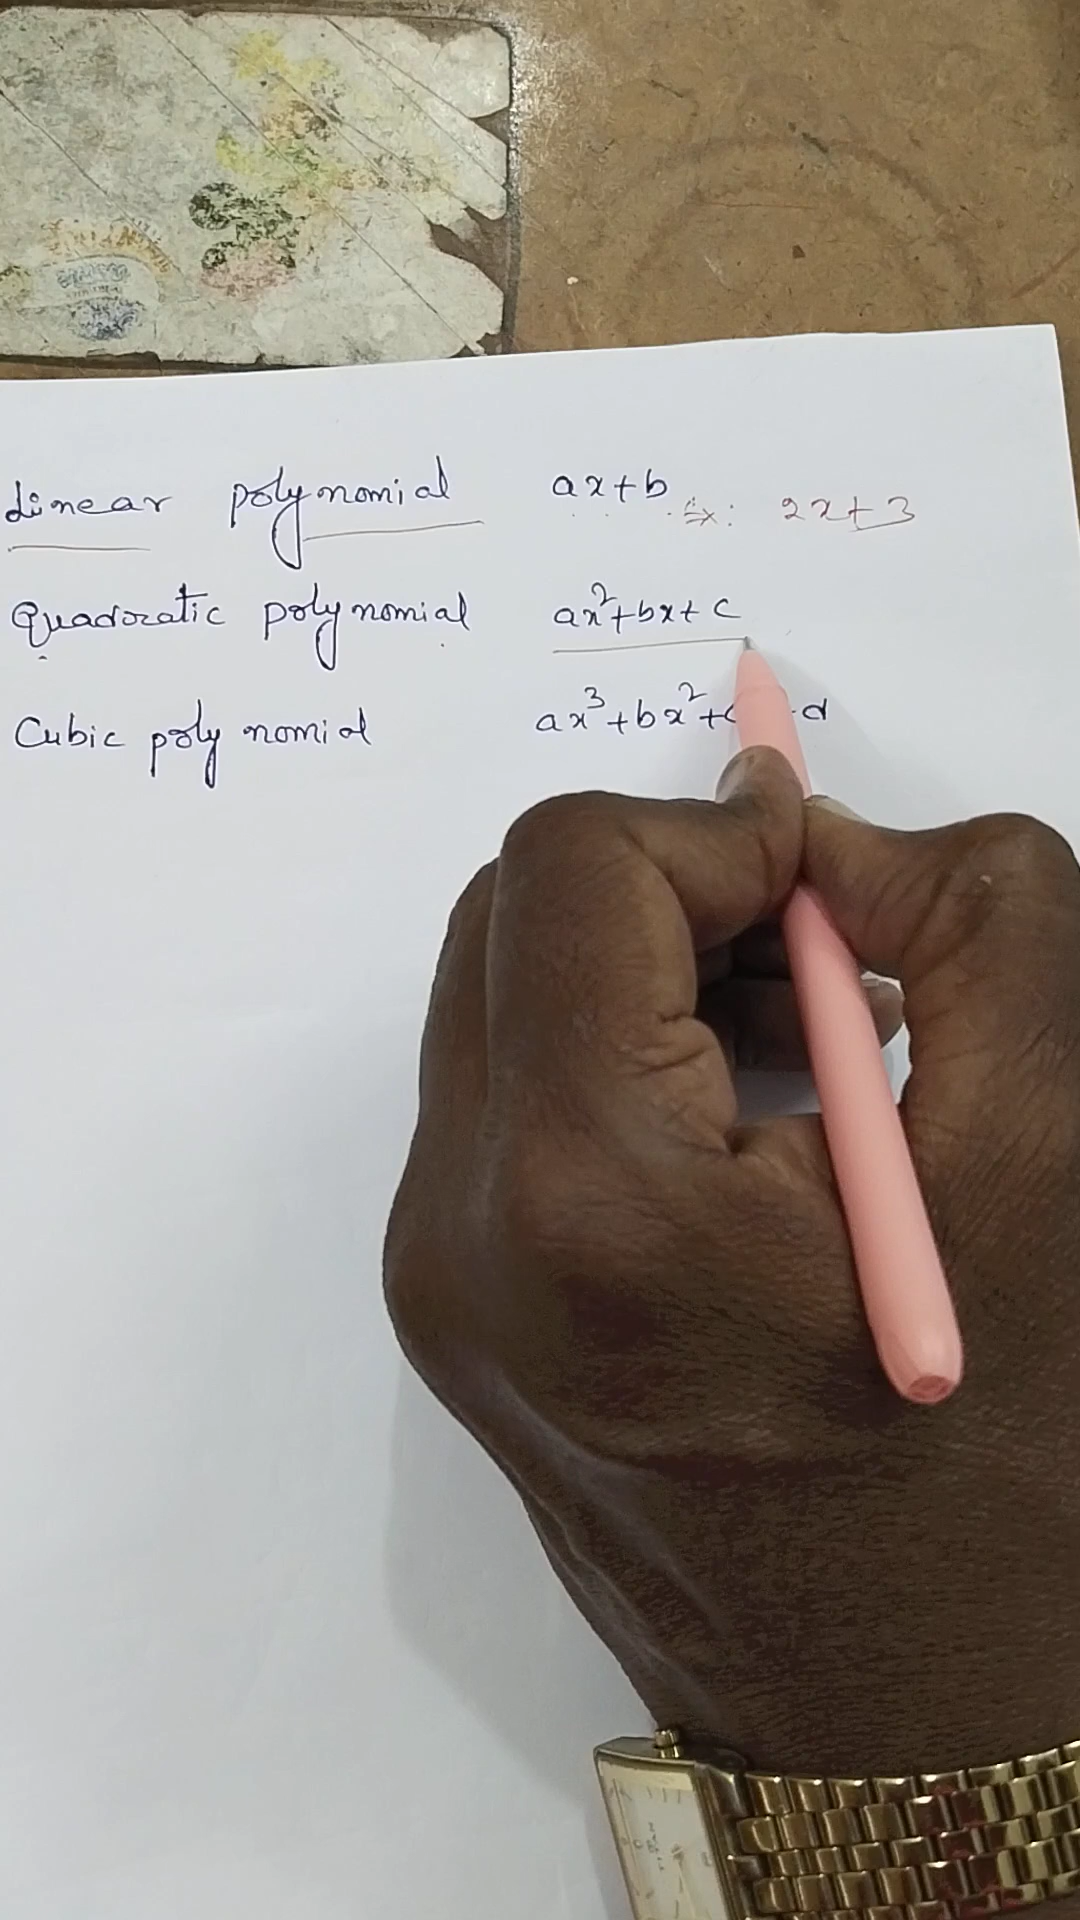 Linear polynomial ax+b Ex: 2x+3
Quadratic polynomial ax²+bx+c
Cubic polynomial ax³+bx²+ d